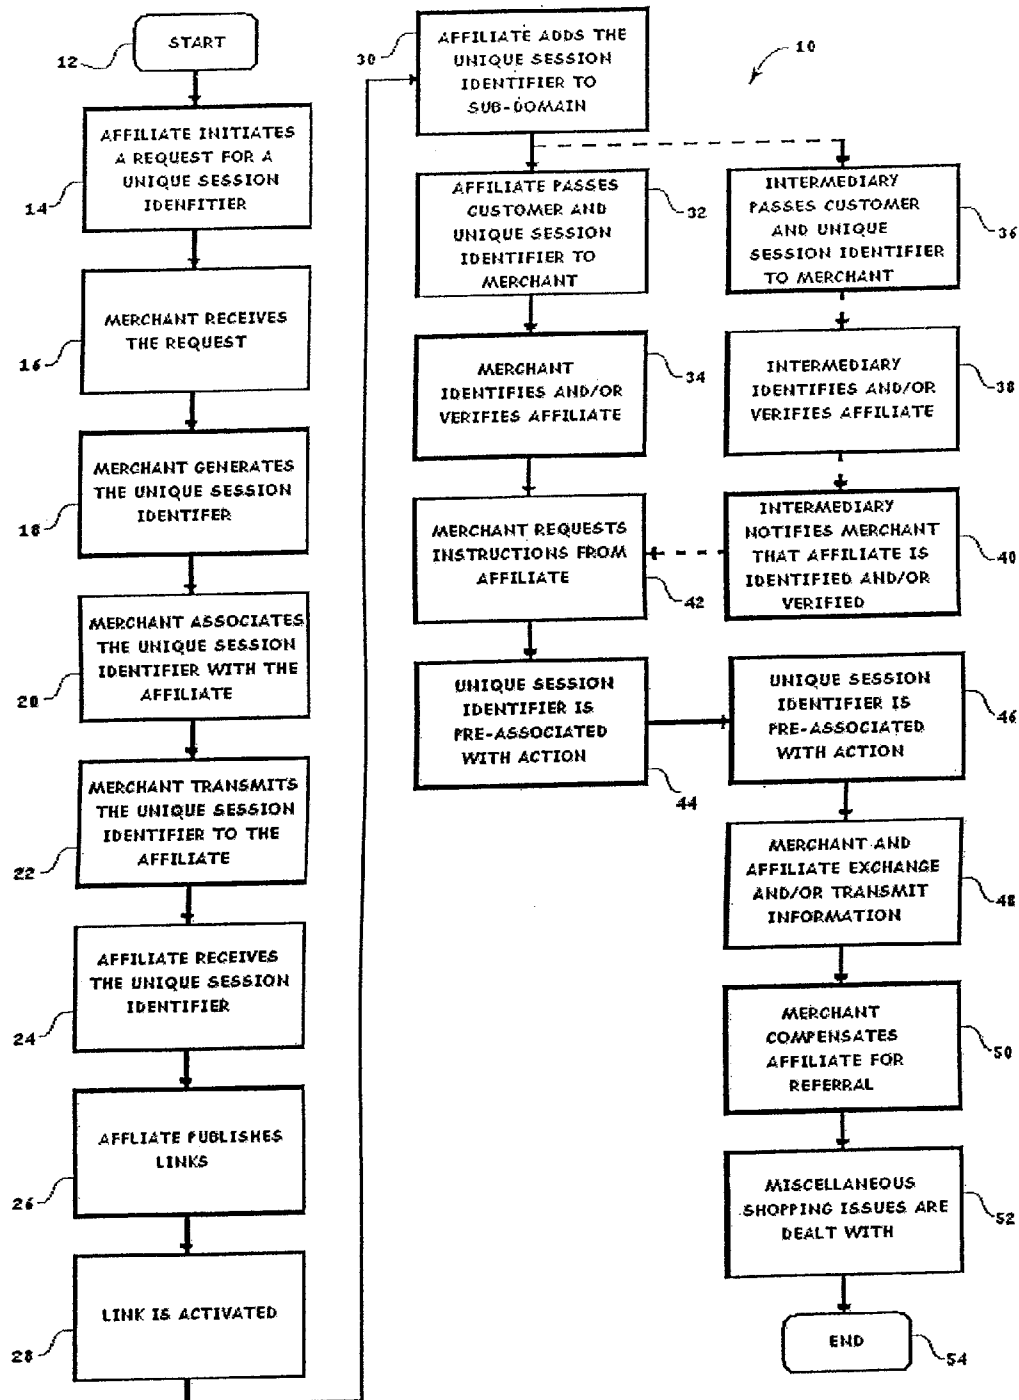 START
12
AFFILIATE INITIATES
A REQUEST FOR A
UNIQUE SESSION
IDENFITIER
14
MERCHANT RECEIVES
THE REQUEST
16
MERCHANT GENERATES
THE UNIQUE SESSION
IDENTIFER
18
MERCHANT ASSOCIATES
THE UNIQUE SESSION
IDENTIFIER WITH THE
AFFILIATE
20
MERCHANT TRANSMITS
THE UNIQUE SESSION
IDENTIFIER TO THE
AFFILIATE
22
AFFILIATE RECEIVES
THE UNIQUE SESSION
IDENTIFIER
24
AFFLIATE PUBLISHES
LINKS
26
LINK IS ACTIVATED
28
AFFILIATE ADDS THE
UNIQUE SESSION
IDENTIFIER TO
SUB-DOMAIN
30
10
AFFILIATE PASSES
CUSTOMER AND
UNIQUE SESSION
IDENTIFIER TO
MERCHANT
32
MERCHANT
IDENTIFIES AND/OR
VERIFIES AFFILIATE
34
INTERMEDIARY
PASSES CUSTOMER
AND UNIQUE
SESSION IDENTIFIER
TO MERCHANT
36
INTERMEDIARY
IDENTIFIES AND/OR
VERIFIES AFFILIATE
38
INTERMEDIARY
NOTIFIES MERCHANT
THAT AFFILIATE IS
IDENTIFIED AND/OR
VERIFIED
40
MERCHANT REQUESTS
INSTRUCTIONS FROM
AFFILIATE
42
UNIQUE SESSION
IDENTIFIER IS
PRE-ASSOCIATED
WITH ACTION
44
UNIQUE SESSION
IDENTIFIER IS
PRE-ASSOCIATED
WITH ACTION
46
MERCHANT AND
AFFILIATE EXCHANGE
AND/OR TRANSMIT
INFORMATION
48
MERCHANT
COMPENSATES
AFFILIATE FOR
REFERRAL
50
MISCELLANEOUS
SHOPPING ISSUES ARE
DEALT WITH
52
END
54